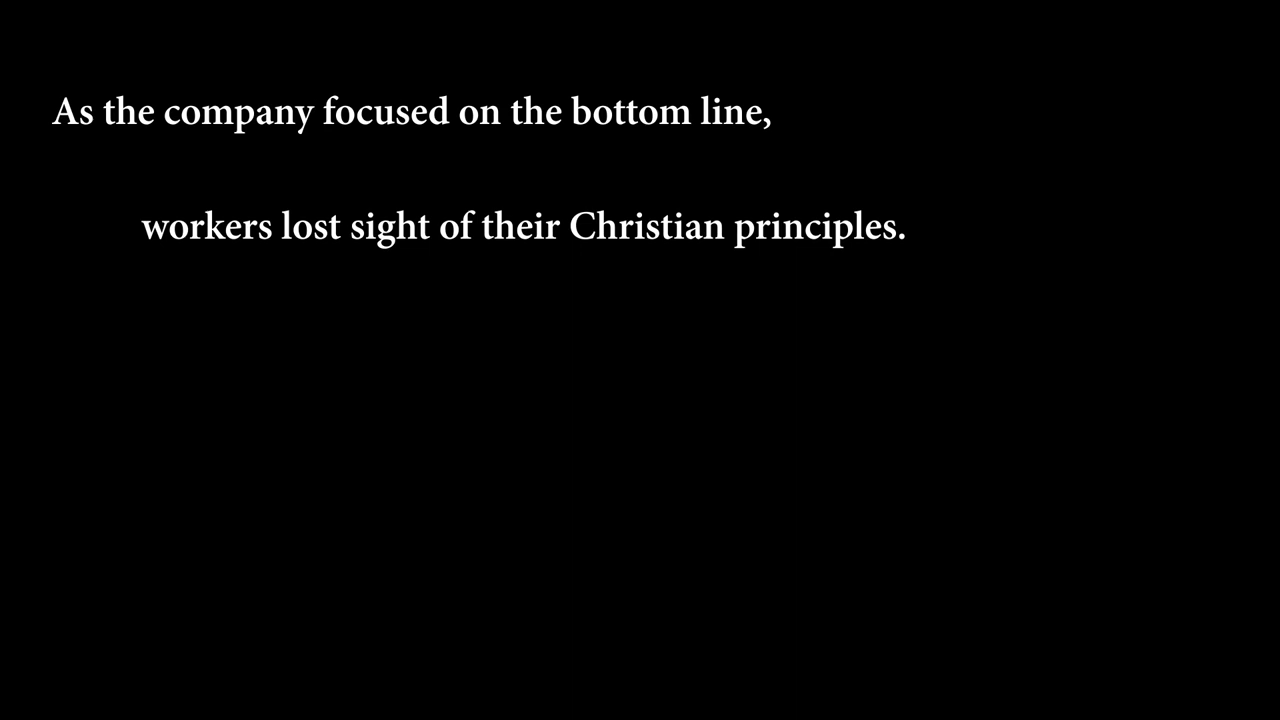 As the company focused on the bottom line,
workers lost sight of their Christian principles.